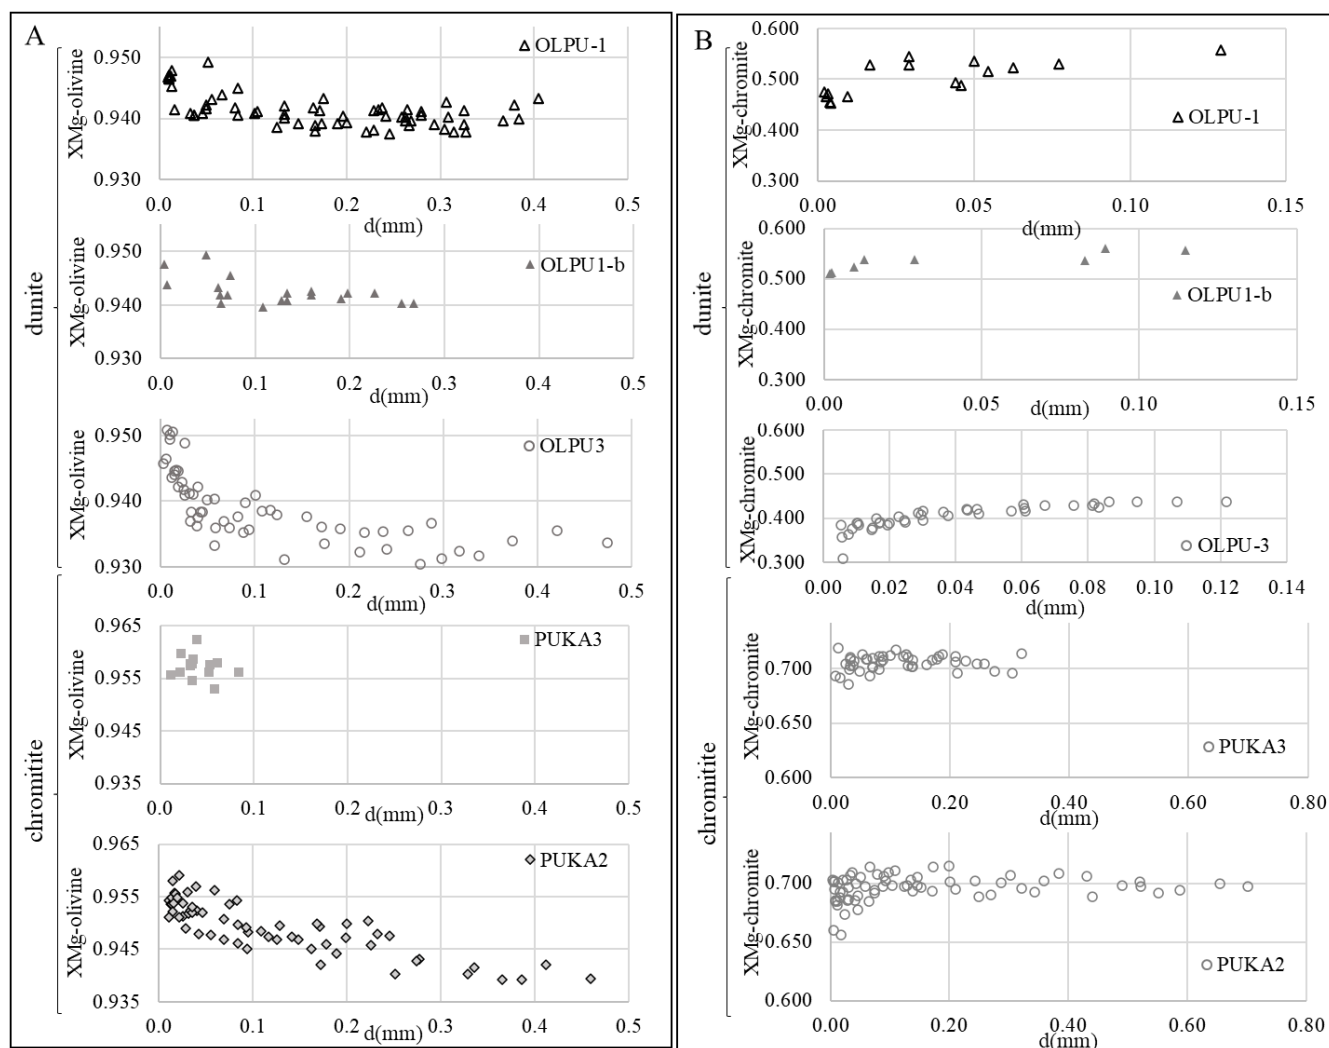 A
dunite
chromitite
XMg-olivine
0.950
0.940
0.930
OLPU-1
0.0 0.1 0.2 0.3 0.4 0.5
d(mm)
XMg-olivine
0.950
0.940
0.930
OLPU1-b
0.0 0.1 0.2 0.3 0.4 0.5
d(mm)
XMg-olivine
0.950
0.940
0.930
OLPU3
0.0 0.1 0.2 0.3 0.4 0.5
d(mm)
XMg-olivine
0.965
0.955
0.945
0.935
PUKA3
0.0 0.1 0.2 0.3 0.4 0.5
d(mm)
XMg-olivine
0.965
0.955
0.945
0.935
PUKA2
0.0 0.1 0.2 0.3 0.4 0.5
d(mm)
B
dunite
chromitite
XMg-chromite
0.600
0.500
0.400
0.300
OLPU-1
0.00 0.05 0.10 0.15
d(mm)
XMg-chromite
0.600
0.500
0.400
0.300
OLPU1-b
0.00 0.05 0.10 0.15
d(mm)
XMg-chromite
0.600
0.500
0.400
0.300
OLPU-3
0.00 0.02 0.04 0.06 0.08 0.10 0.12 0.14
d(mm)
XMg-chromite
0.700
0.650
0.600
PUKA3
0.00 0.20 0.40 0.60 0.80
d(mm)
XMg-chromite
0.700
0.650
0.600
PUKA2
0.00 0.20 0.40 0.60 0.80
d(mm)